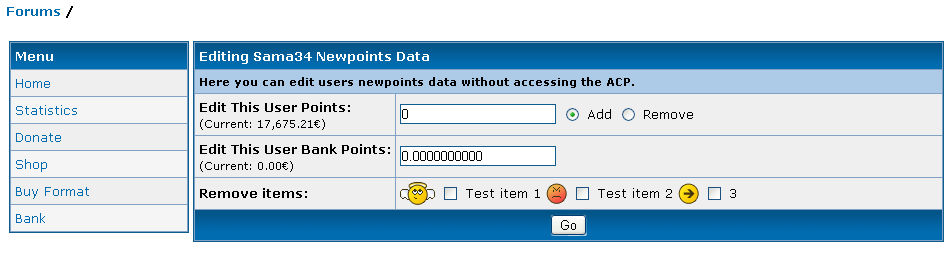 Forums /
Menu
Home
Statistics
Donate
Shop
Buy Format
Bank
Editing Sama34 Newpoints Data
Here you can edit users newpoints data without accessing the ACP.
Edit This User Points:
(Current: 17,675.21€)
0
Add
Remove
Edit This User Bank Points:
(Current: 0.00€)
0.0000000000
Remove items:
Test item 1
Test item 2
3
Go